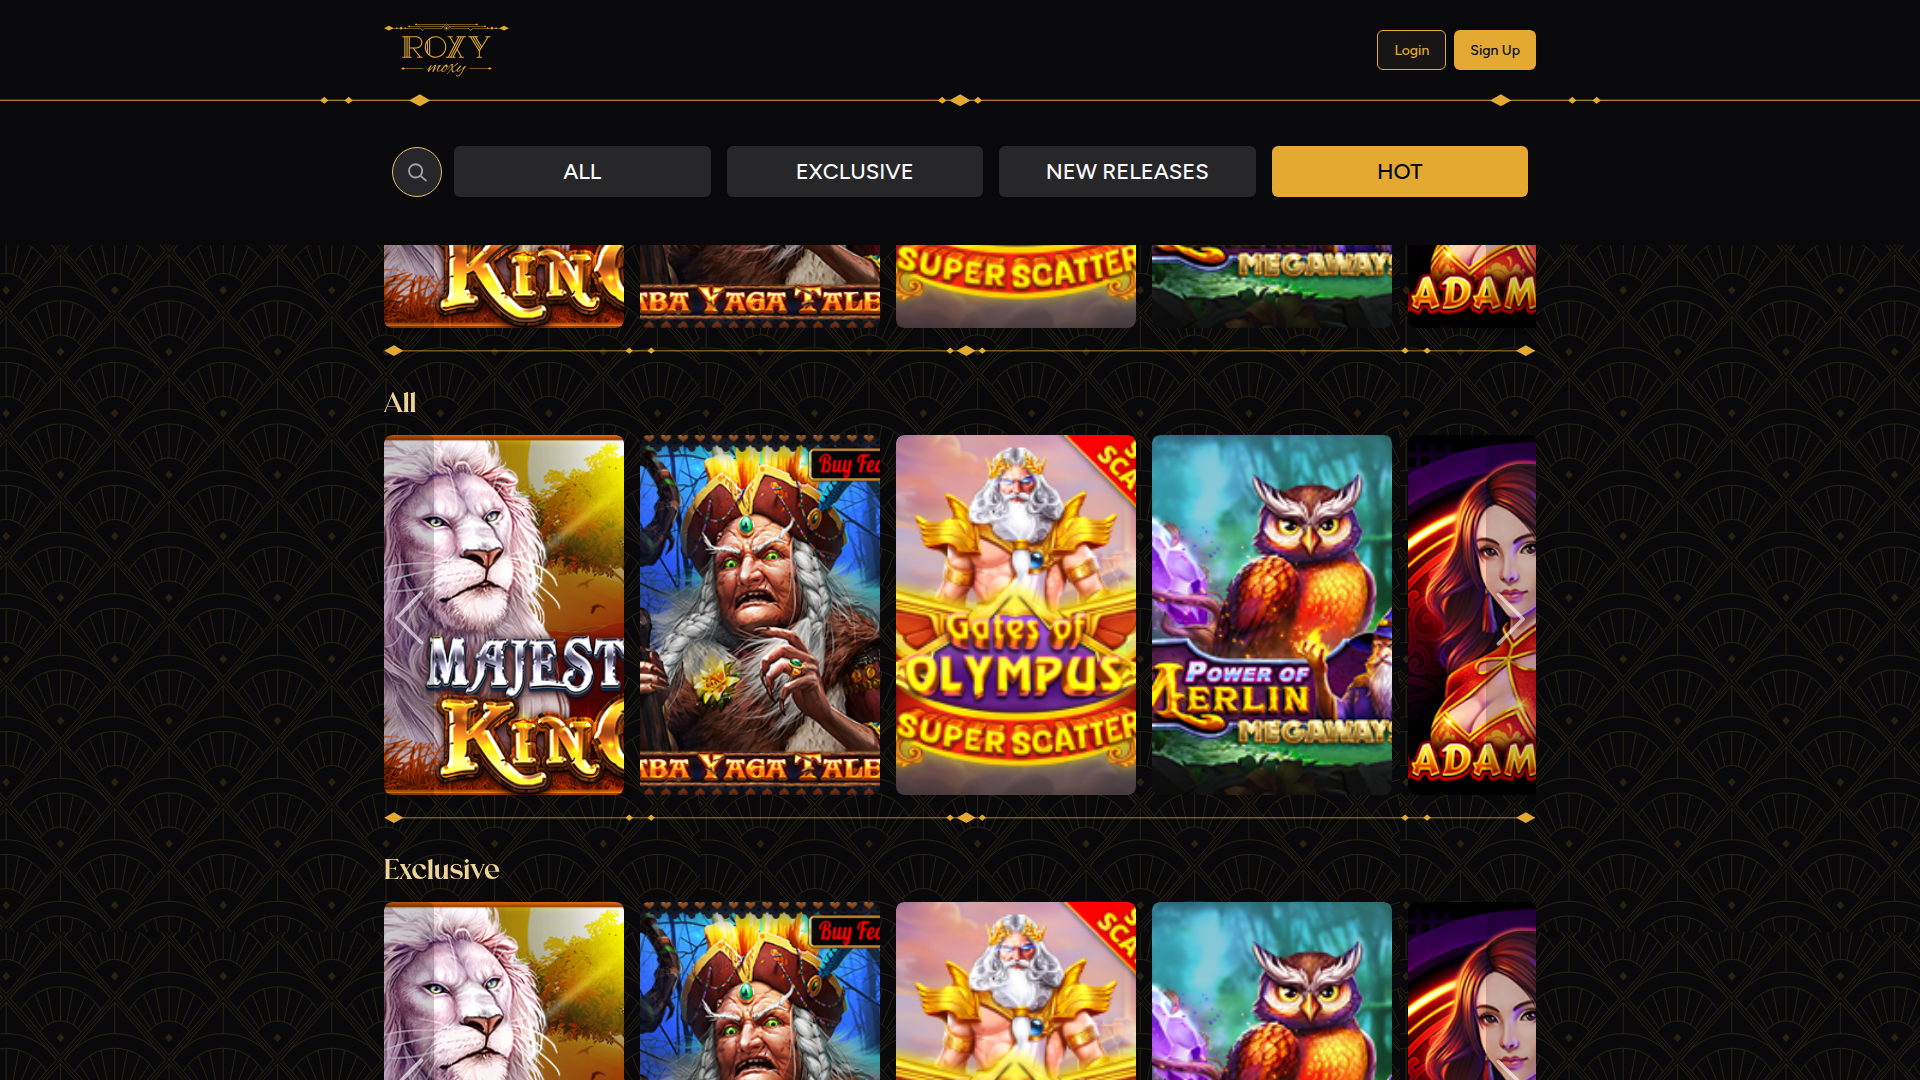 ROXY
moxy
Login
Sign Up
ALL
EXCLUSIVE
NEW RELEASES
HOT
KING
BA YAGA TALE
SUPER SCATTER
MEGAWAYS
ADAM
All
MAJEST
KING
Buy Fea
BA YAGA TALE
SCA
Gates of
OLYMPUS
SUPER SCATTER
POWER OF
MERLIN
MEGAWAYS
ADAM
Exclusive
Buy Fea
SCA